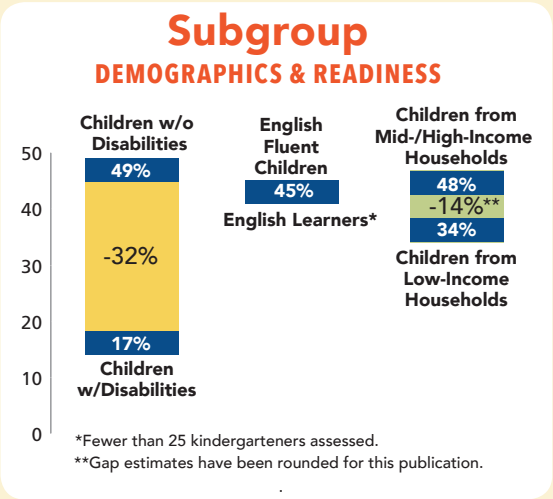 Subgroup
DEMOGRAPHICS & READINESS
Children w/o
Disabilities
49%
-32%
17%
Children
w/Disabilities
English
Fluent
Children
45%
English Learners*
Children from
Mid-/High-Income
Households
48%
-14%**
34%
Children from
Low-Income
Households
50
40
30
20
10
0
*Fewer than 25 kindergarteners assessed.
**Gap estimates have been rounded for this publication.
.